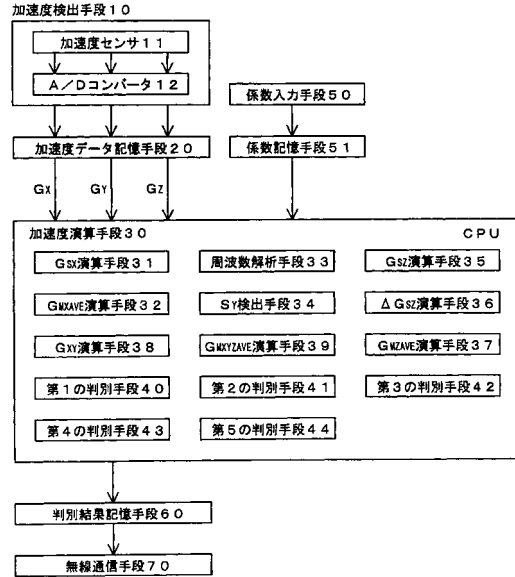 加速度検出手段10
加速度センサ11
A/Dコンバータ12
係数入力手段50
加速度データ記憶手段20
係数記憶手段51
GX GY GZ
加速度演算手段30 CPU
GSX演算手段31 周波数解析手段33 GSZ演算手段35
GMXAVE演算手段32 SY検出手段34 ΔGSZ演算手段36
GXY演算手段38 GMXYZAVE演算手段39 GMZAVE演算手段37
第1の判別手段40 第2の判別手段41 第3の判別手段42
第4の判別手段43 第5の判別手段44
判別結果記憶手段60
無線通信手段70